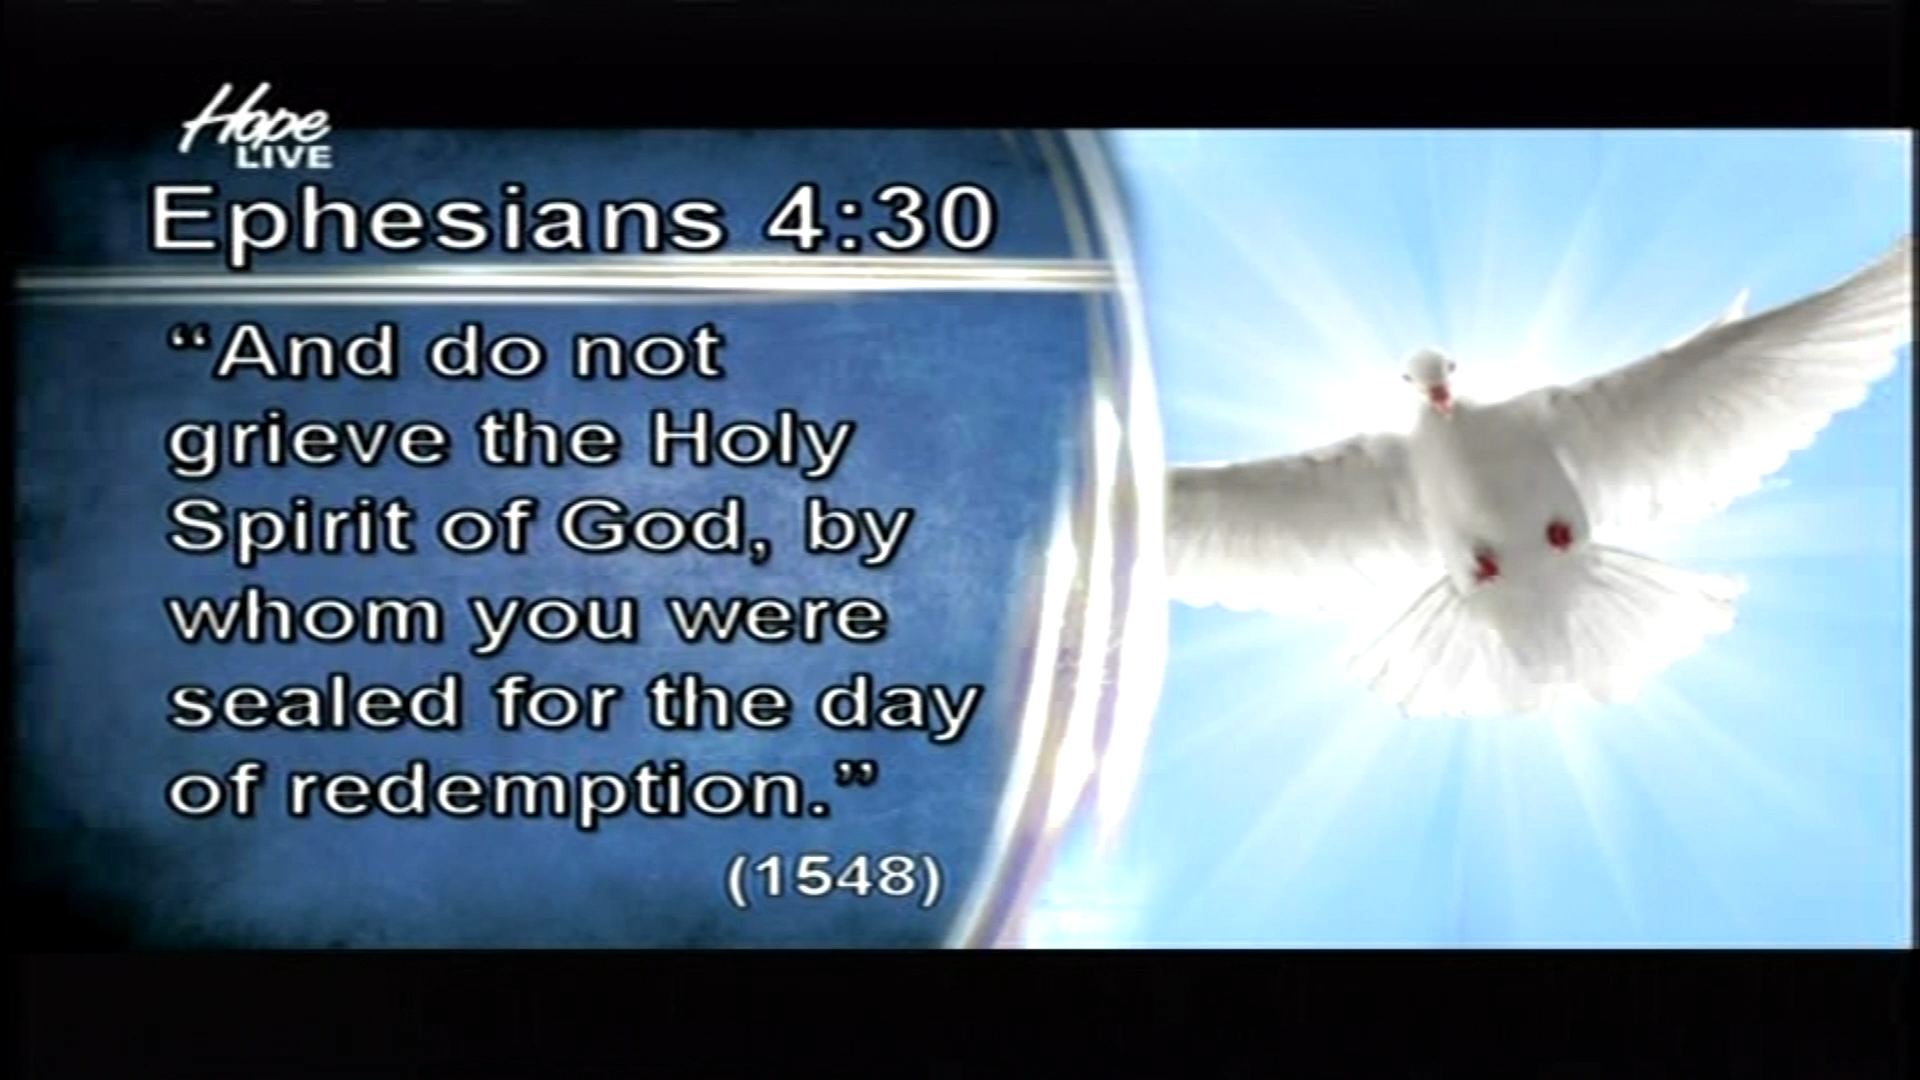 Hope
LIVE
Ephesians 4:30
“And do not
grieve the Holy
Spirit of God, by
whom you were
sealed for the day
of redemption.”
(1548)